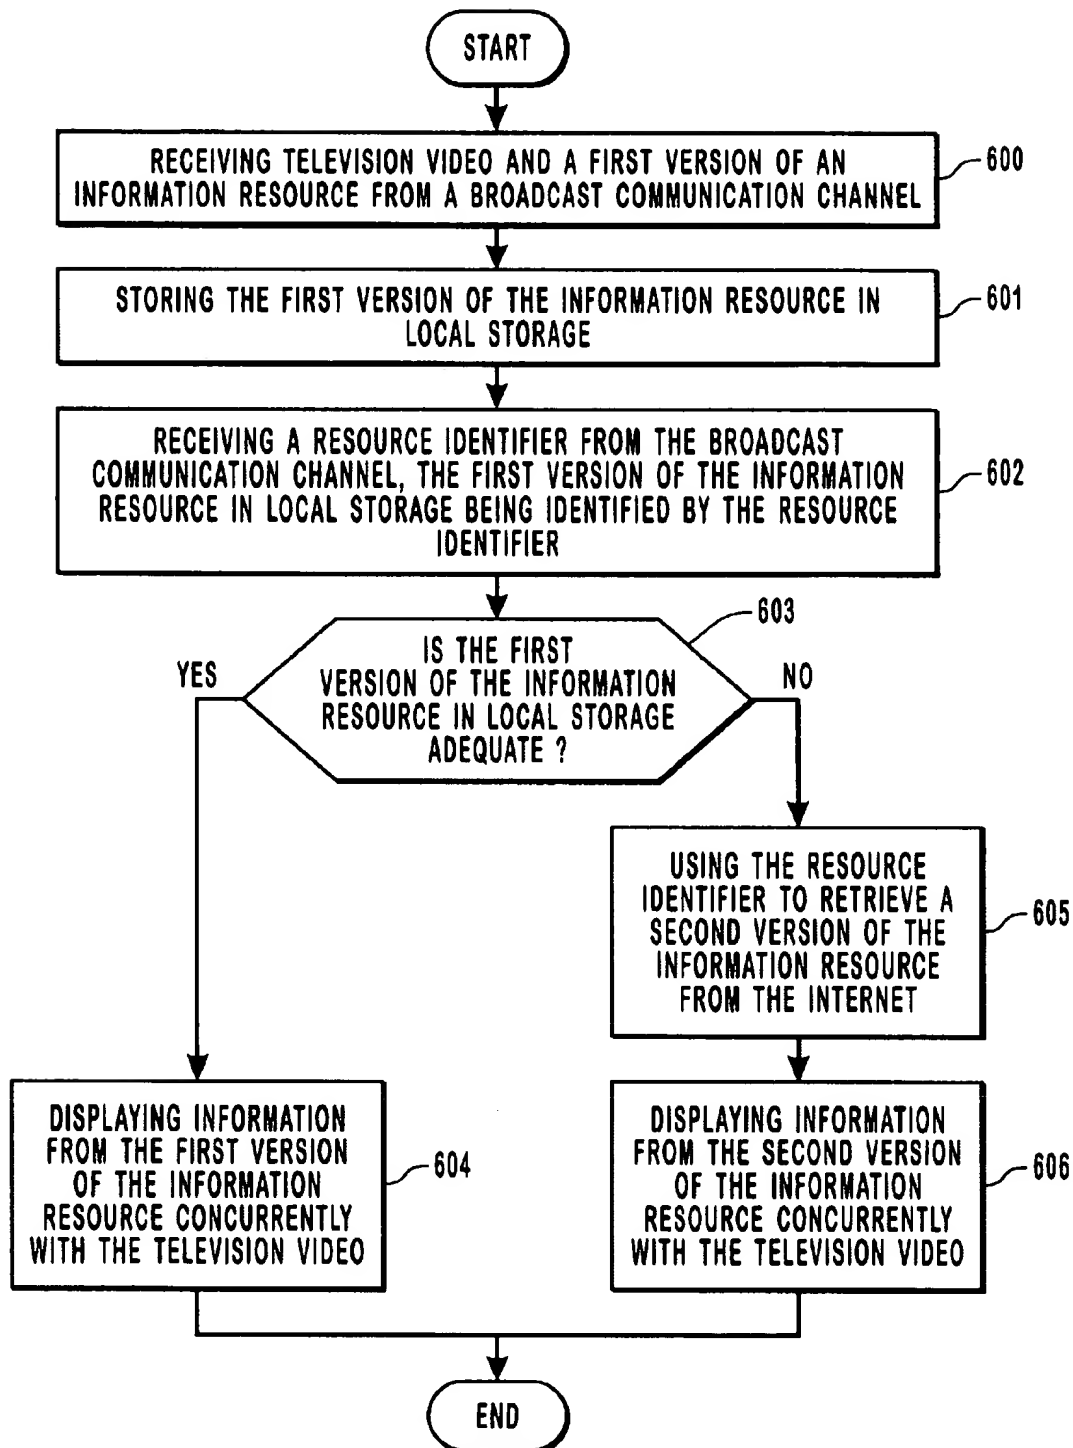 START
RECEIVING TELEVISION VIDEO AND A FIRST VERSION OF AN
INFORMATION RESOURCE FROM A BROADCAST COMMUNICATION CHANNEL
600
STORING THE FIRST VERSION OF THE INFORMATION RESOURCE IN
LOCAL STORAGE
601
RECEIVING A RESOURCE IDENTIFIER FROM THE BROADCAST
COMMUNICATION CHANNEL, THE FIRST VERSION OF THE INFORMATION
RESOURCE IN LOCAL STORAGE BEING IDENTIFIED BY THE RESOURCE
IDENTIFIER
602
603
IS THE FIRST
VERSION OF THE INFORMATION
RESOURCE IN LOCAL STORAGE
ADEQUATE ?
YES
NO
USING THE RESOURCE
IDENTIFIER TO RETRIEVE A
SECOND VERSION OF THE
INFORMATION RESOURCE
FROM THE INTERNET
605
DISPLAYING INFORMATION
FROM THE FIRST VERSION
OF THE INFORMATION
RESOURCE CONCURRENTLY
WITH THE TELEVISION VIDEO
604
DISPLAYING INFORMATION
FROM THE SECOND VERSION
OF THE INFORMATION
RESOURCE CONCURRENTLY
WITH THE TELEVISION VIDEO
606
END